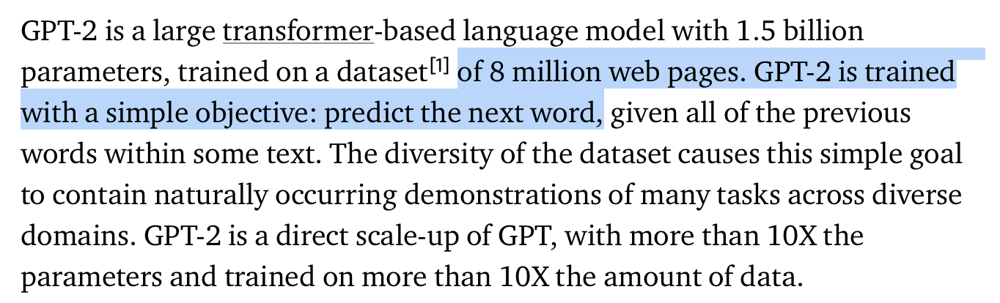 GPT-2 is a large transformer-based language model with 1.5 billion
parameters, trained on a dataset[1] of 8 million web pages. GPT-2 is trained
with a simple objective: predict the next word, given all of the previous
words within some text. The diversity of the dataset causes this simple goal
to contain naturally occurring demonstrations of many tasks across diverse
domains. GPT-2 is a direct scale-up of GPT, with more than 10X the
parameters and trained on more than 10X the amount of data.